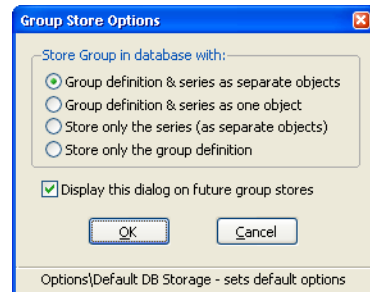 Group Store Options
Store Group in database with:
Group definition & series as separate objects
Group definition & series as one object
Store only the series (as separate objects)
Store only the group definition
Display this dialog on future group stores
OK
Cancel
Options\Default DB Storage - sets default options